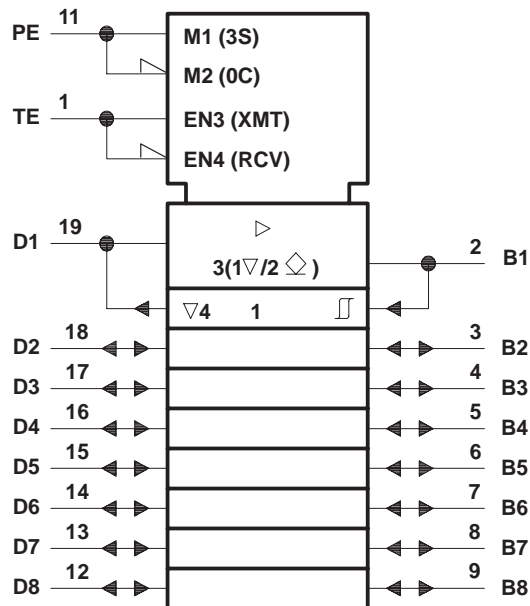 PE 11 M1 (3S)
M2 (0C)
TE 1 EN3 (XMT)
EN4 (RCV)
D1 19 ▷ 2 B1
3(1▽/2 ◇)
▽4 1
D2 18 3 B2
D3 17 4 B3
D4 16 5 B4
D5 15 6 B5
D6 14 7 B6
D7 13 8 B7
D8 12 9 B8